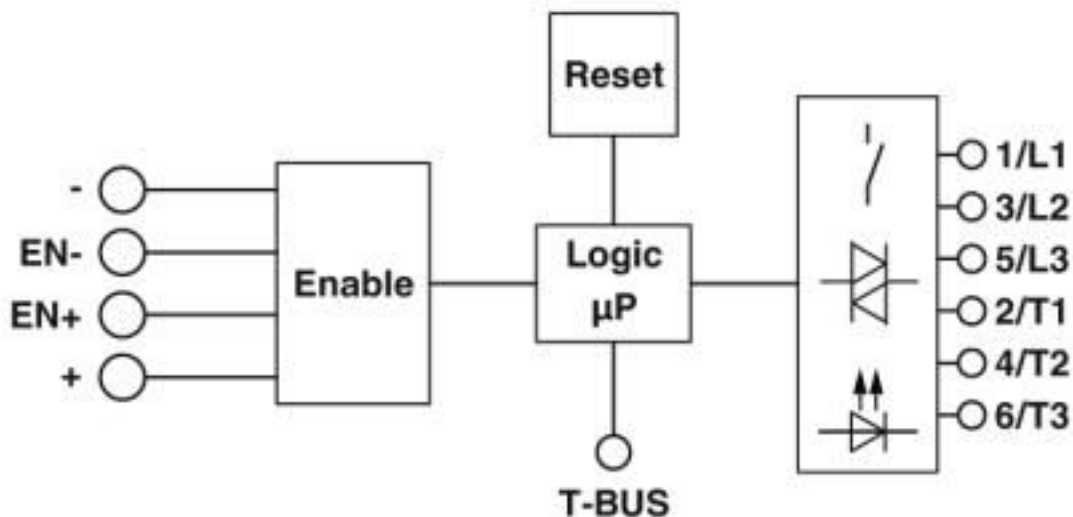 Reset
-
EN-
EN+
+
Enable
Logic
µP
T-BUS
1/L1
3/L2
5/L3
2/T1
4/T2
6/T3